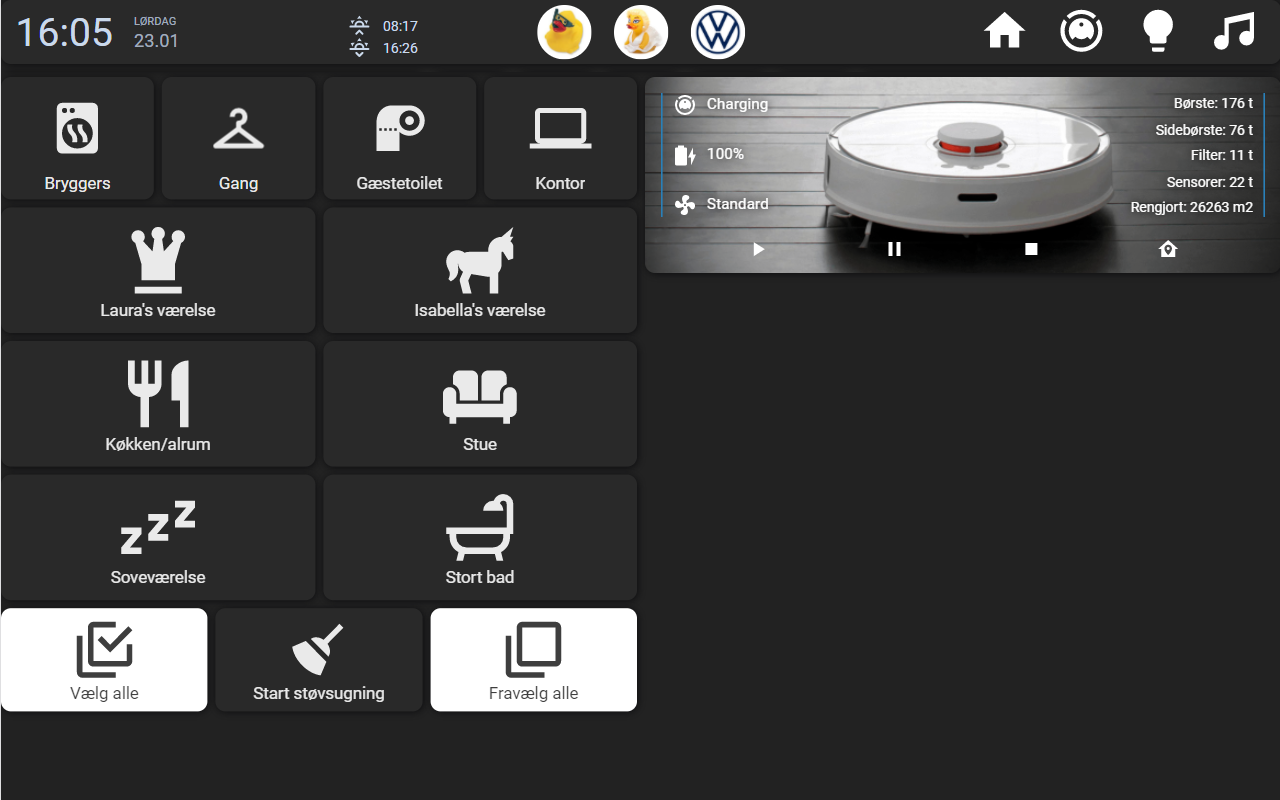 16:05
LØRDAG
23.01
08:17
16:26
Bryggers
Gang
Gæstetoilet
Kontor
Laura's værelse
Isabella's værelse
Køkken/alrum
Stue
Soveværelse
Stort bad
Vælg alle
Start støvsugning
Fravælg alle
Charging
100%
Standard
Børste: 176 t
Sidebørste: 76 t
Filter: 11 t
Sensorer: 22 t
Rengjort: 26263 m2